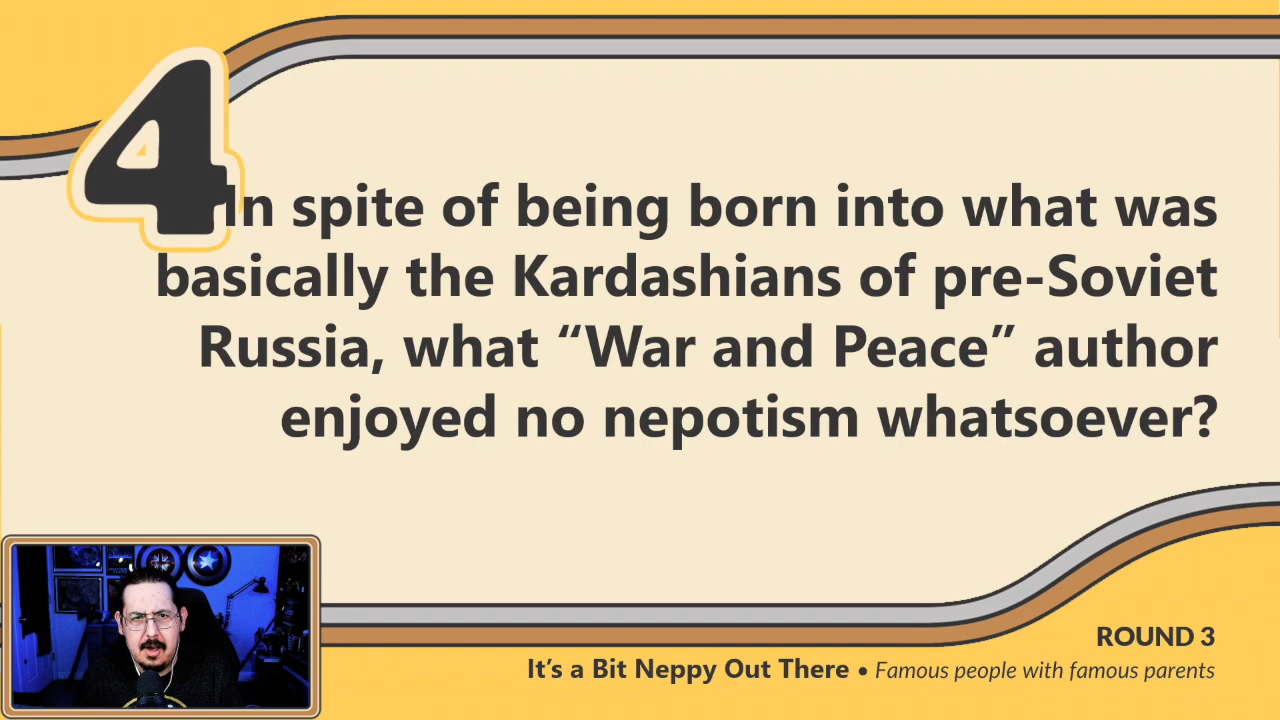 4
In spite of being born into what was
basically the Kardashians of pre-Soviet
Russia, what “War and Peace” author
enjoyed no nepotism whatsoever?
ROUND 3
It’s a Bit Neppy Out There • Famous people with famous parents